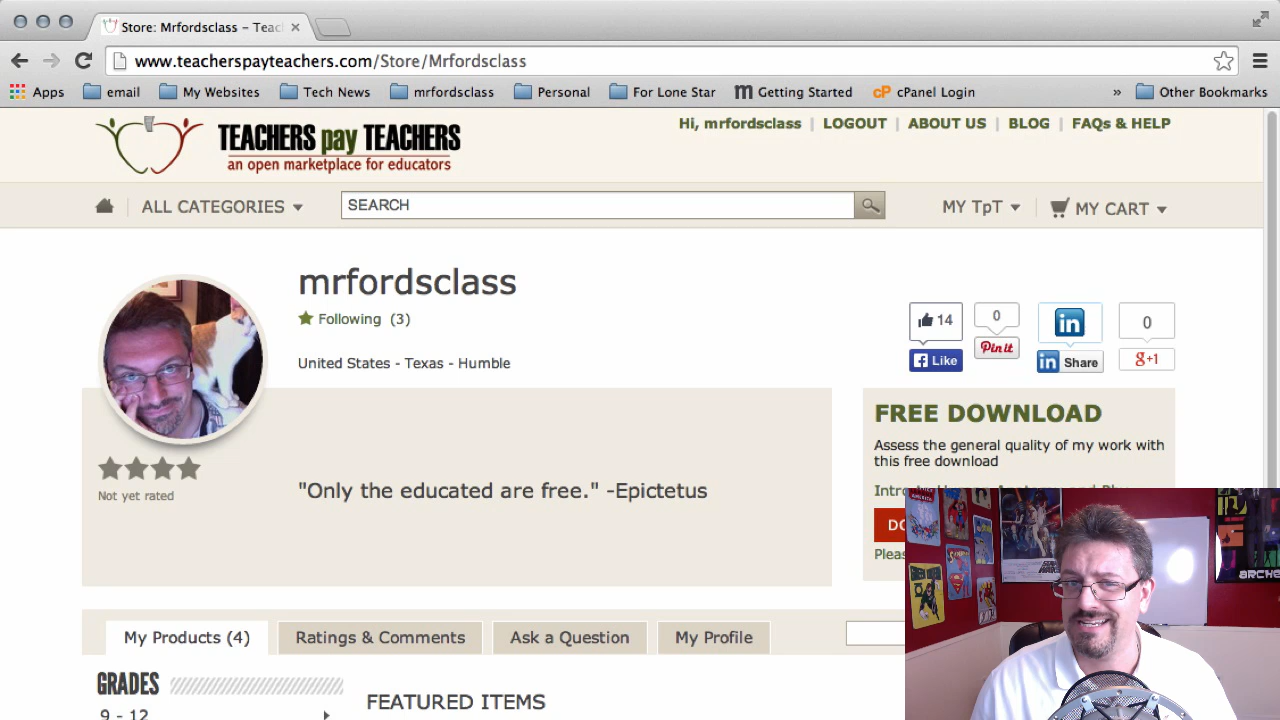 Store: Mrfordsclass – Teac
www.teacherspayteachers.com/Store/Mrfordsclass
Apps email My Websites Tech News mrfordsclass Personal For Lone Star Getting Started cPanel Login » Other Bookmarks
TEACHERS pay TEACHERS
an open marketplace for educators
Hi, mrfordsclass | LOGOUT | ABOUT US | BLOG | FAQs & HELP
ALL CATEGORIES SEARCH MY TpT MY CART
mrfordsclass
Following (3)
United States - Texas - Humble
14 0 in 0
Like Pin it in Share g+1
Not yet rated
"Only the educated are free." -Epictetus
FREE DOWNLOAD
Assess the general quality of my work with
this free download
My Products (4) Ratings & Comments Ask a Question My Profile
GRADES
9 - 12
FEATURED ITEMS
ARCHE